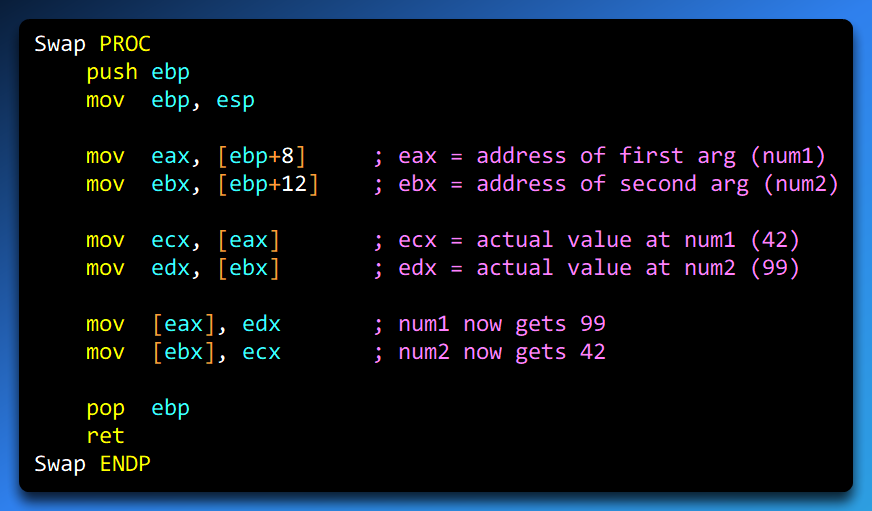 Swap PROC
    push ebp
    mov  ebp, esp

    mov  eax, [ebp+8]     ; eax = address of first arg (num1)
    mov  ebx, [ebp+12]    ; ebx = address of second arg (num2)

    mov  ecx, [eax]       ; ecx = actual value at num1 (42)
    mov  edx, [ebx]       ; edx = actual value at num2 (99)

    mov  [eax], edx       ; num1 now gets 99
    mov  [ebx], ecx       ; num2 now gets 42

    pop  ebp
    ret
Swap ENDP